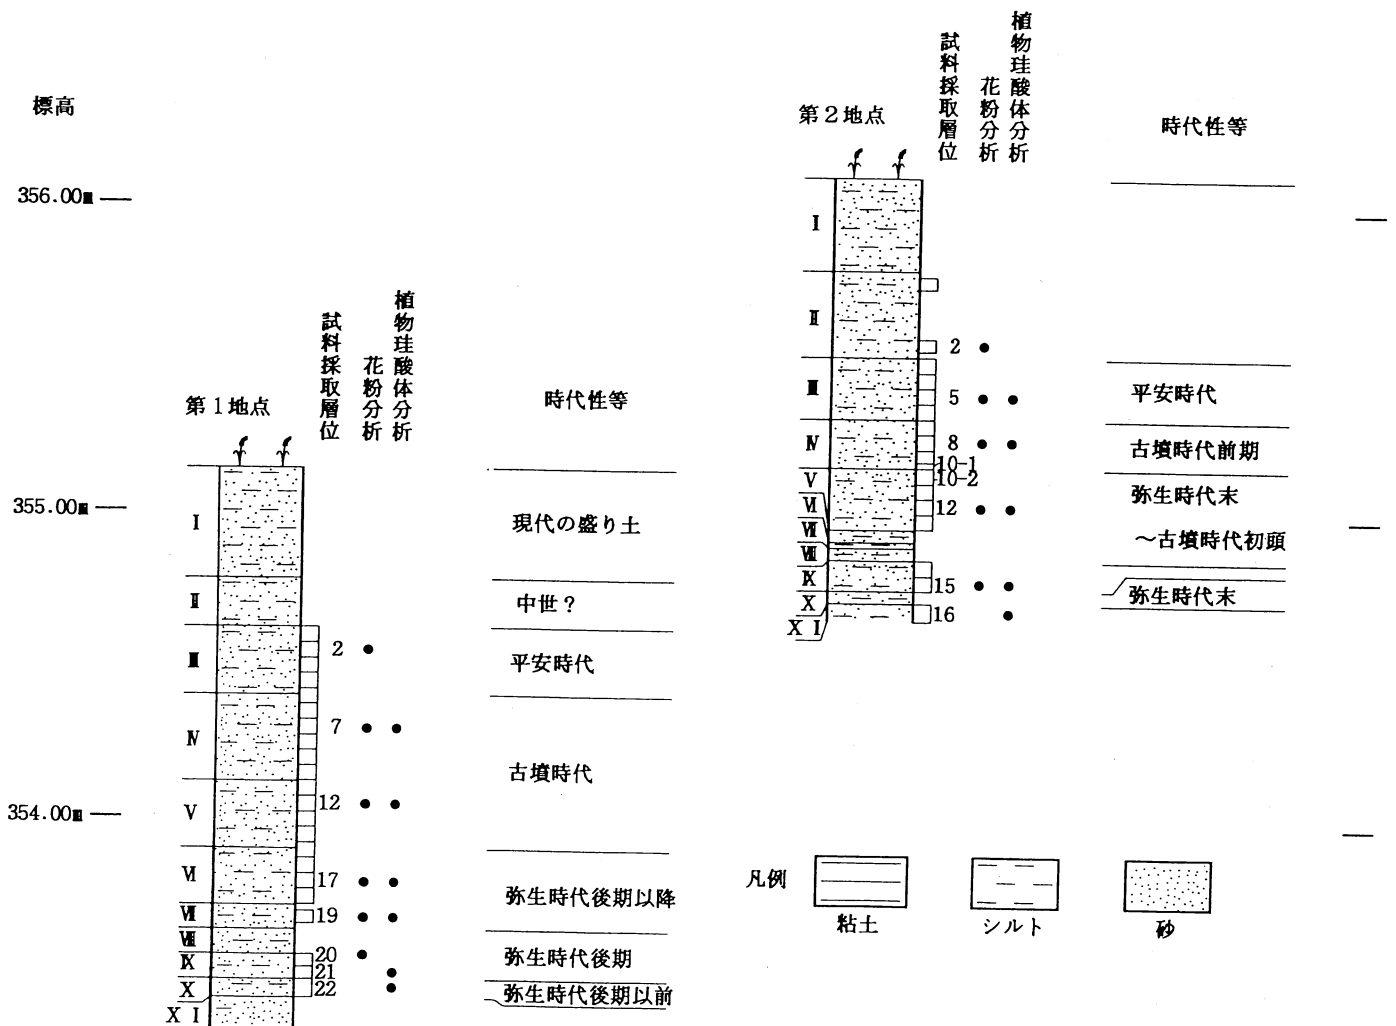 標高
356.00m
355.00m
354.00m
第1地点
試料採取層位
花粉分析
植物珪酸体分析
時代性等
I
II
III
IV
V
VI
VII
VIII
IX
X
XI
2
7
12
17
19
20
21
22
現代の盛り土
中世?
平安時代
古墳時代
弥生時代後期以降
弥生時代後期
弥生時代後期以前
第2地点
試料採取層位
花粉分析
植物珪酸体分析
時代性等
I
II
III
IV
V
VI
VII
VIII
IX
X
XI
2
5
8
10-1
10-2
12
15
16
平安時代
古墳時代前期
弥生時代末
~古墳時代初頭
弥生時代末
凡例
粘土
シルト
砂